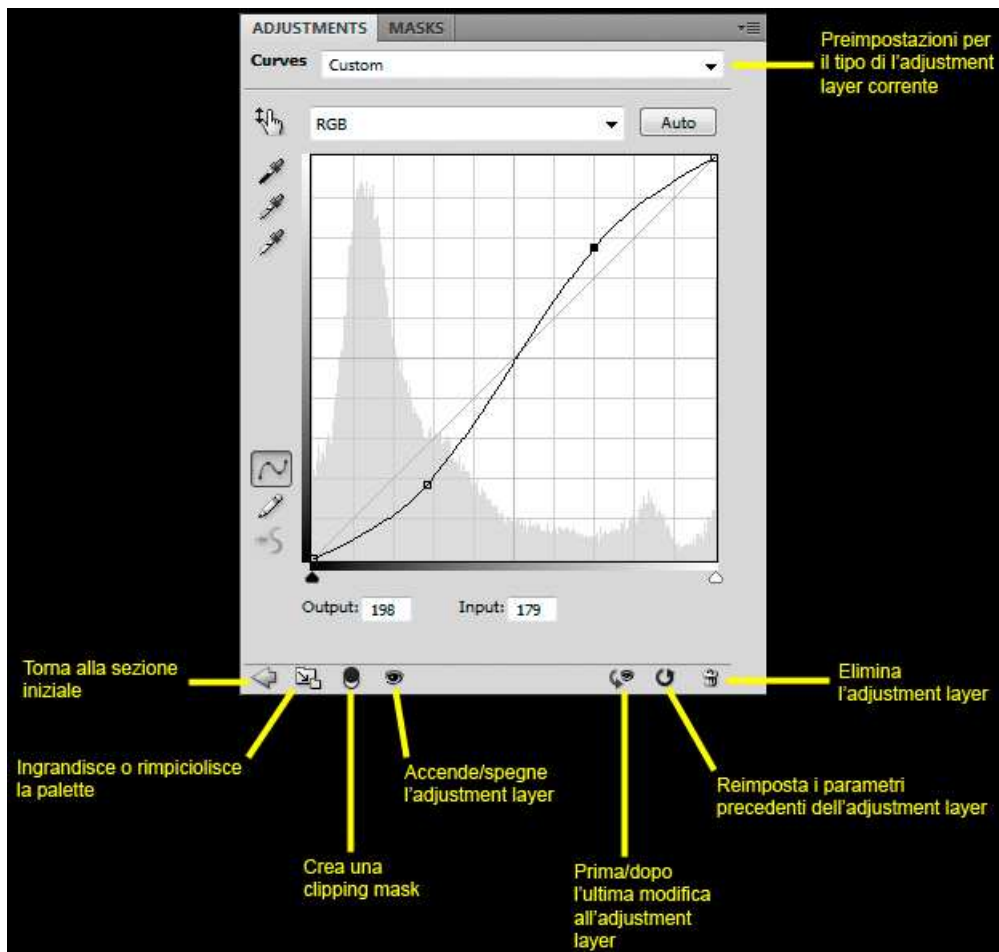 ADJUSTMENTS MASKS
Curves Custom
Preimpostazioni per
il tipo di l'adjustment
layer corrente
RGB Auto
Output: 198 Input: 179
Torna alla sezione
iniziale
Elimina
l'adjustment layer
Ingrandisce o rimpiciolisce
la palette
Accende/spegne
l'adjustment layer
Reimposta i parametri
precedenti dell'adjustment layer
Crea una
clipping mask
Prima/dopo
l'ultima modifica
all'adjustment
layer